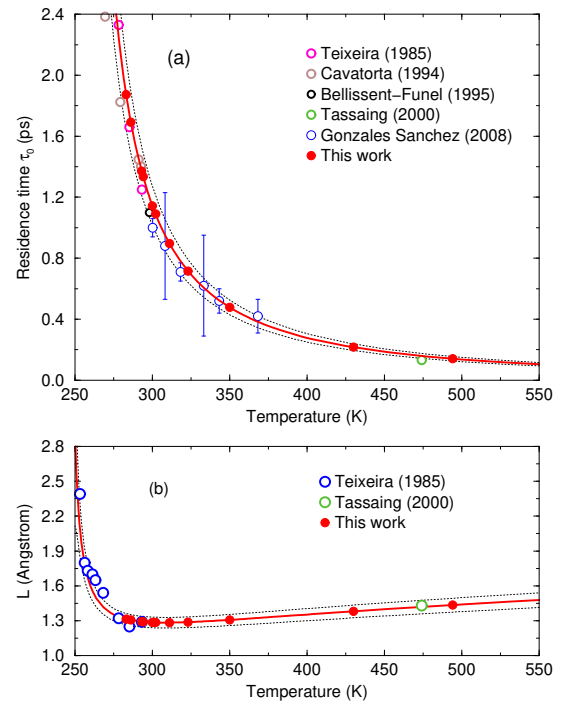 2.4
2.0
1.6
1.2
0.8
0.4
0.0
Residence time τ0 (ps)
(a)
Teixeira (1985)
Cavatorta (1994)
Bellissent−Funel (1995)
Tassaing (2000)
Gonzales Sanchez (2008)
This work
250 300 350 400 450 500 550
Temperature (K)
2.8
2.5
2.2
1.9
1.6
1.3
1.0
L (Angstrom)
(b)
Teixeira (1985)
Tassaing (2000)
This work
250 300 350 400 450 500 550
Temperature (K)